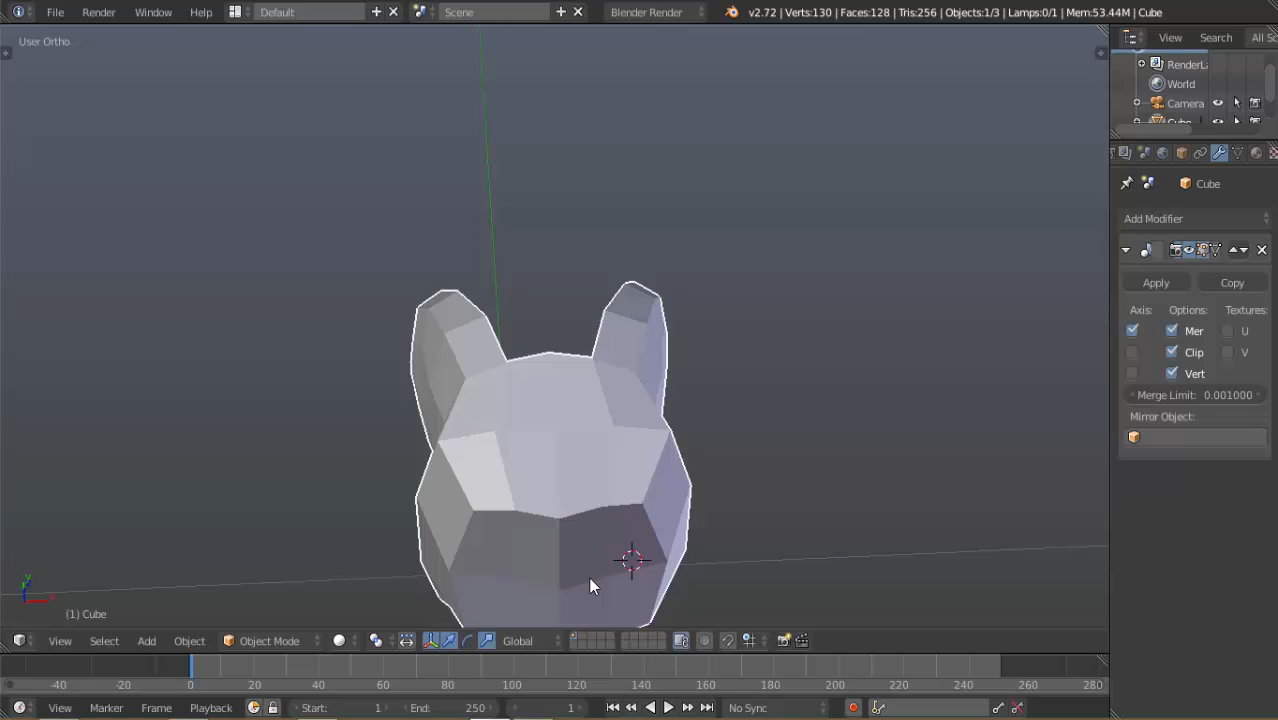 File Render Window Help Default Scene Blender Render v2.72 | Verts:130 | Faces:128 | Tris:256 | Objects:1/3 | Lamps:0/1 | Mem:53.44M | Cube
User Ortho
View Search All Sc
RenderLa
World
Camera
Cube
Cube
Add Modifier
Apply Copy
Axis: Options: Textures:
Mer U
Clip V
Vert
Merge Limit: 0.001000
Mirror Object:
(1) Cube
View Select Add Object Object Mode Global
-40 -20 0 20 40 60 80 100 120 140 160 180 200 220 240 260 280
View Marker Frame Playback Start: 1 End: 250 1 No Sync